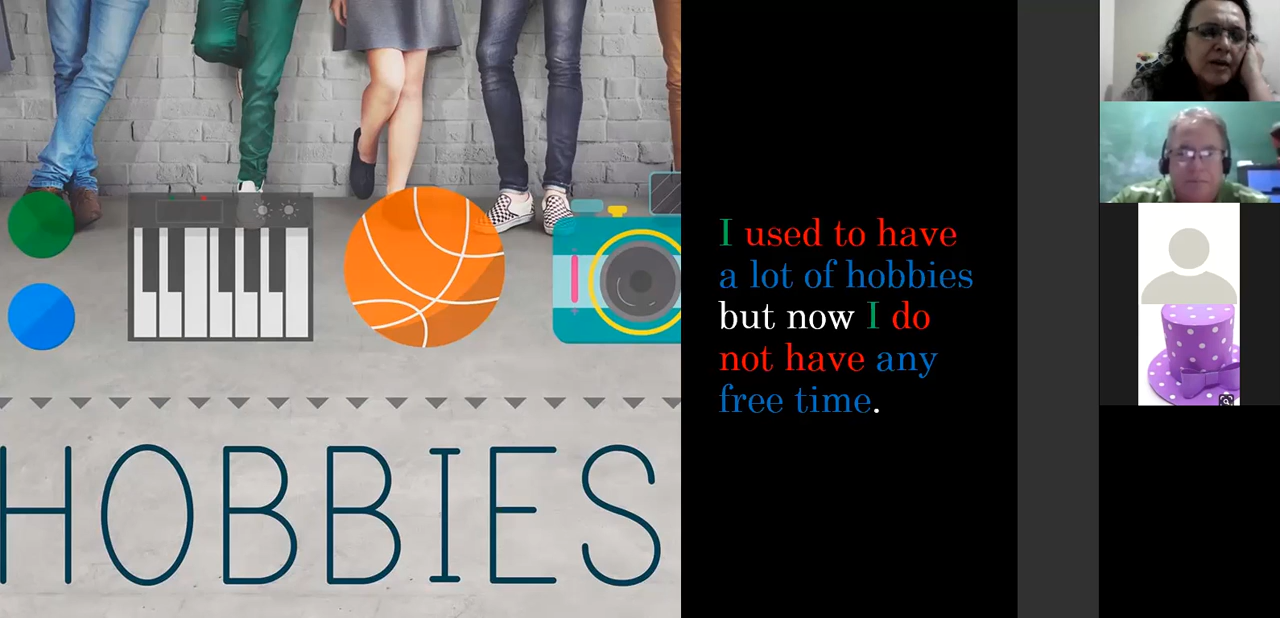 HOBBIES
I used to have
a lot of hobbies
but now I do
not have any
free time.